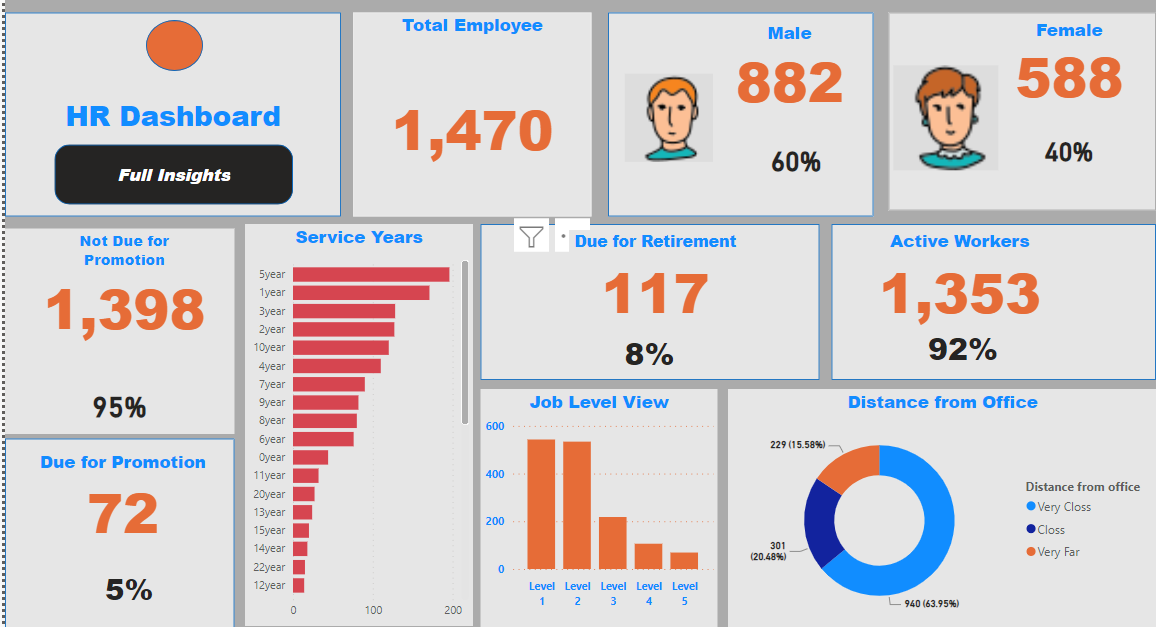 HR Dashboard
Full Insights
Total Employee
1,470
Male
882
60%
Female
588
40%
Not Due for
Promotion
1,398
95%
Due for Promotion
72
5%
Service Years
5year
1year
3year
2year
10year
4year
7year
9year
8year
6year
0year
11year
20year
13year
15year
14year
22year
12year
0 100 200
Due for Retirement
117
8%
Active Workers
1,353
92%
Job Level View
600
400
200
0
Level Level Level Level Level
1 2 3 4 5
Distance from Office
229 (15.58%)
301
(20.48%)
940 (63.95%)
Distance from office
Very Closs
Closs
Very Far